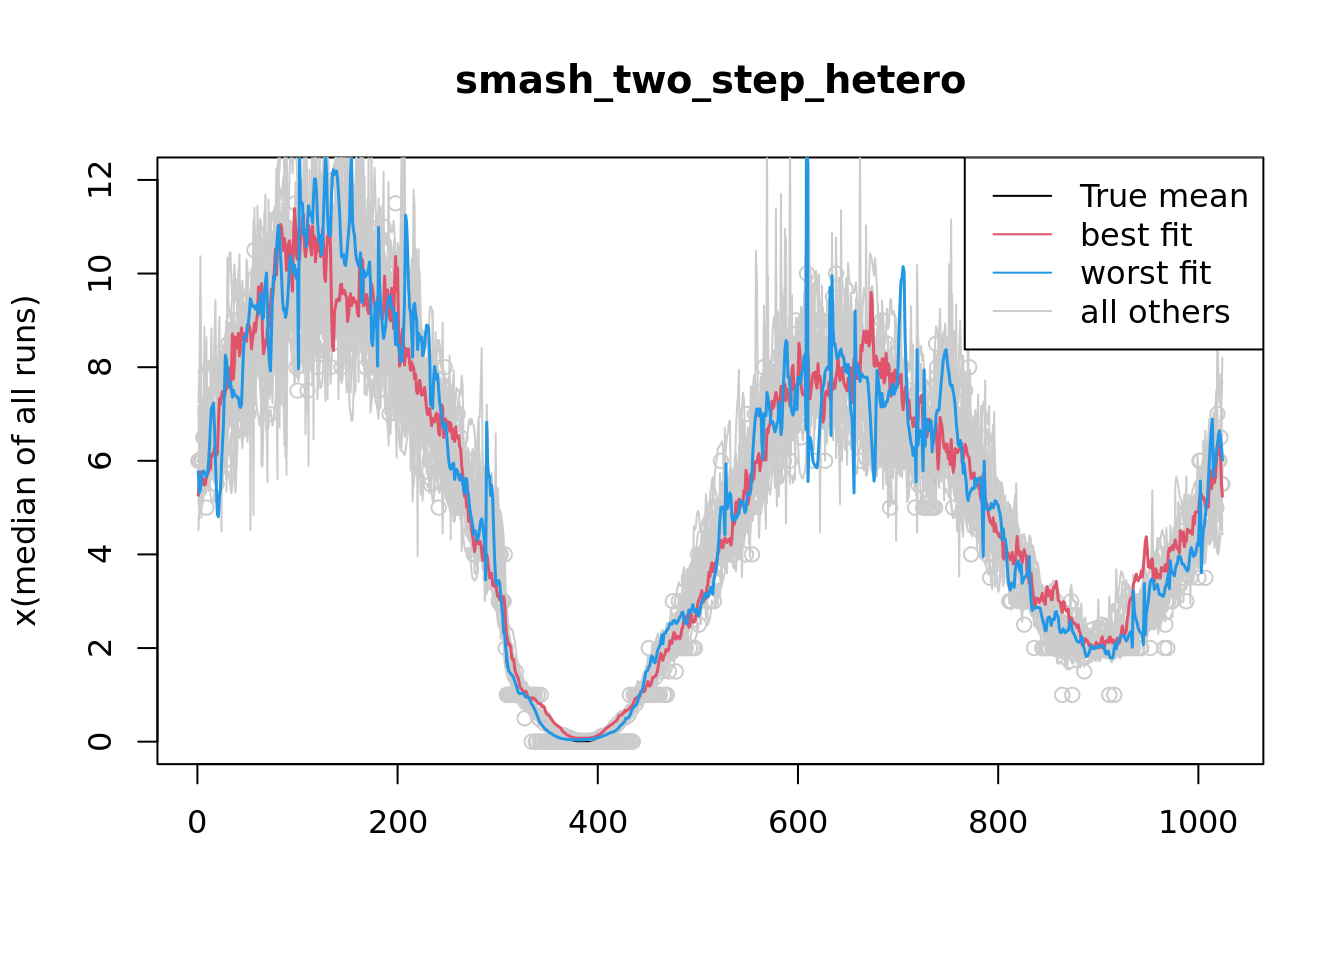 smash_two_step_hetero
x(median of all runs)
12
10
8
6
4
2
0
True mean
best fit
worst fit
all others
0 200 400 600 800 1000